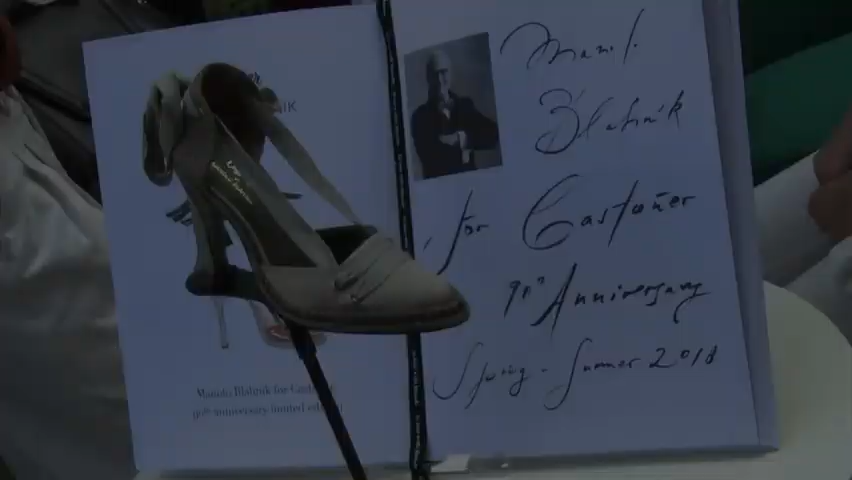 Manolo Blahnik for Castañer
90th anniversary limited edition
Manolo
Blahnik
for Castañer
90th Anniversary
Spring - Summer 2018